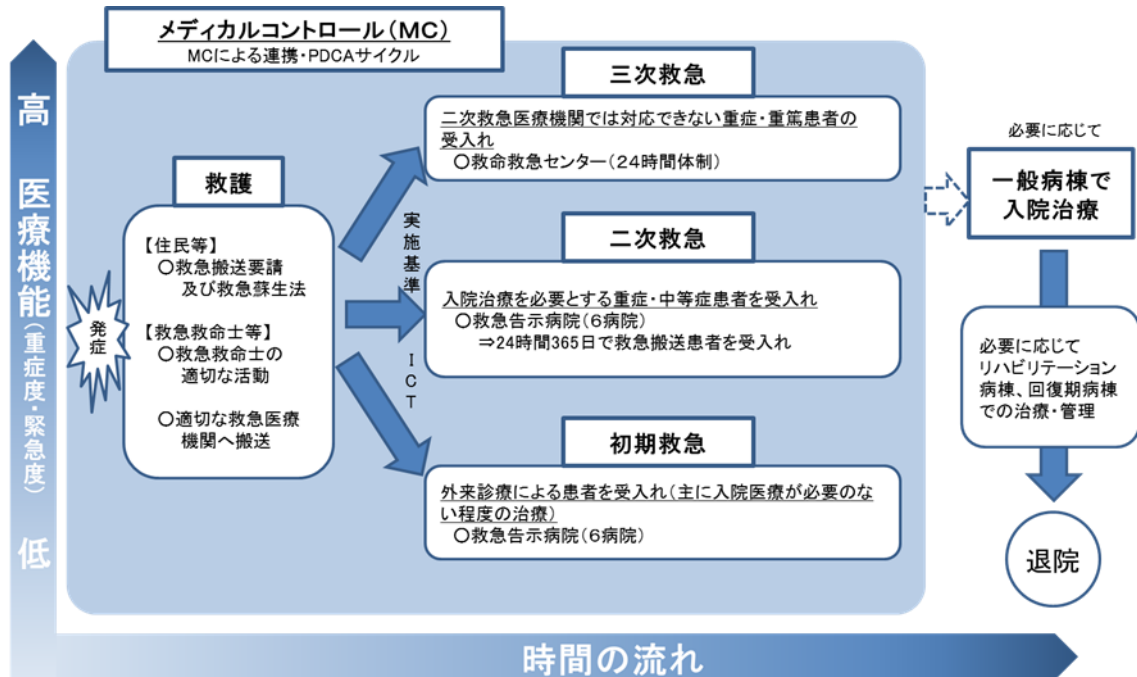 メディカルコントロール(MC)
MCによる連携・PDCAサイクル
高
医療機能(重症度・緊急度)
低
発症
救護
【住民等】
〇救急搬送要請
及び救急蘇生法
【救急救命士等】
〇救急救命士の
適切な活動
〇適切な救急医療
機関へ搬送
実施基準
ICT
三次救急
二次救急医療機関では対応できない重症・重篤患者の
受入れ
〇救命救急センター(24時間体制)
二次救急
入院治療を必要とする重症・中等症患者を受入れ
〇救急告示病院(6病院)
⇒24時間365日で救急搬送患者を受入れ
初期救急
外来診療による患者を受入れ(主に入院医療が必要のな
い程度の治療)
〇救急告示病院(6病院)
必要に応じて
一般病棟で
入院治療
必要に応じて
リハビリテーション
病棟、回復期病棟
での治療・管理
退院
時間の流れ